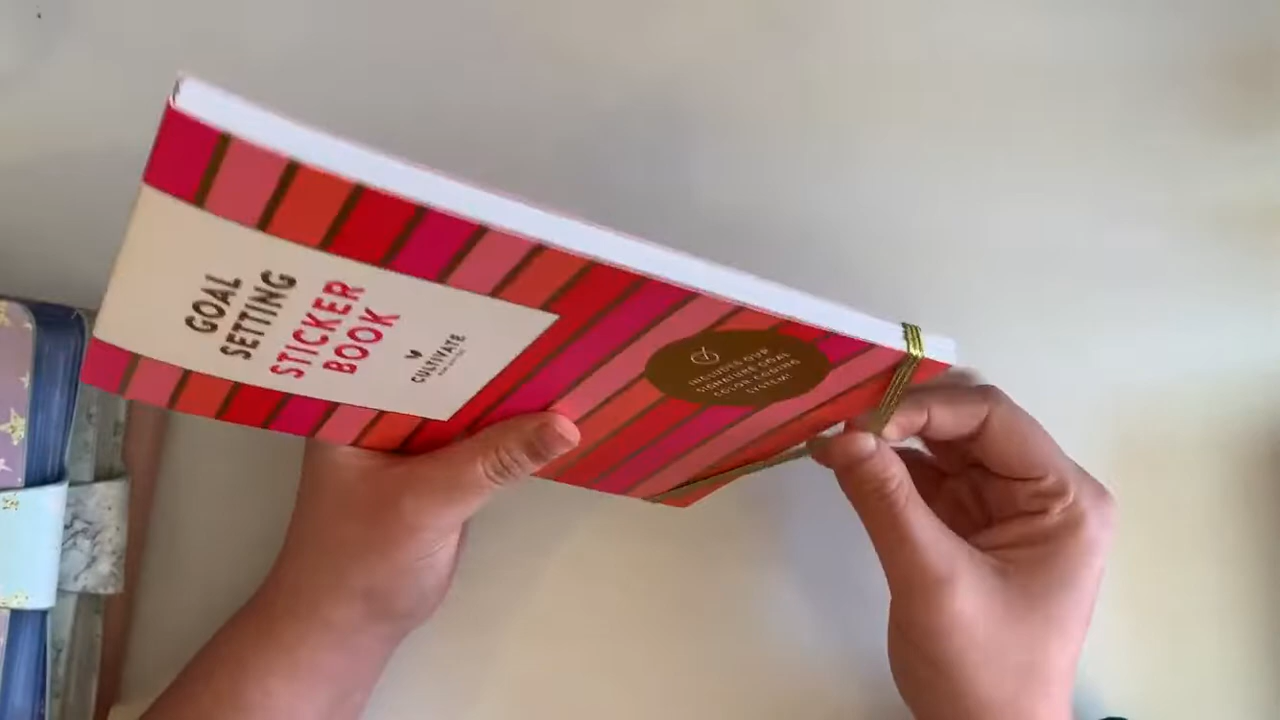 GOAL
SETTING
STICKER
BOOK
CULTIVATE
INCLUDES OUR
SIGNATURE GOAL
COLOR-CODING
SYSTEM!